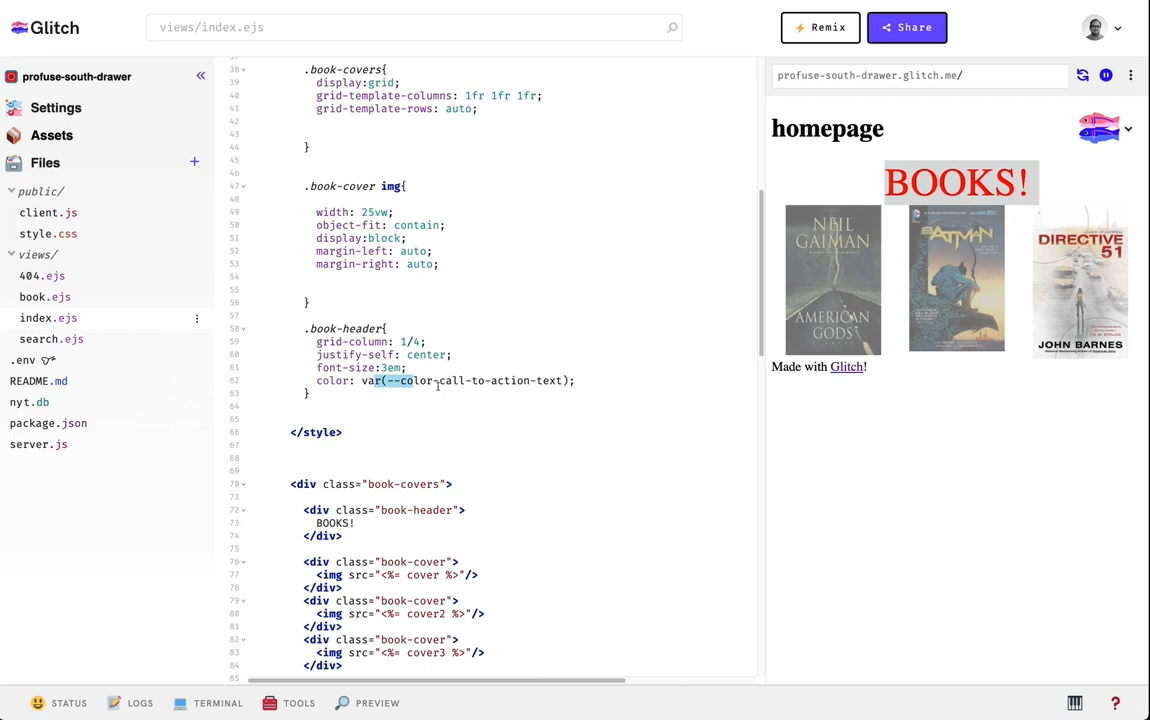 Glitch
views/index.ejs
Remix
Share
profuse-south-drawer
Settings
Assets
Files
+
public/
client.js
style.css
views/
404.ejs
book.ejs
index.ejs
search.ejs
.env
README.md
nyt.db
package.json
server.js
38 .book-covers{
39 display:grid;
40 grid-template-columns: 1fr 1fr 1fr;
41 grid-template-rows: auto;
42
43
44 }
45
46
47 .book-cover img{
48
49 width: 25vw;
50 object-fit: contain;
51 display:block;
52 margin-left: auto;
53 margin-right: auto;
54
55
56 }
57
58 .book-header{
59 grid-column: 1/4;
60 justify-self: center;
61 font-size:3em;
62 color: var(--color-call-to-action-text);
63 }
64
65
66 </style>
67
68
69
70 <div class="book-covers">
71
72 <div class="book-header">
73 BOOKS!
74 </div>
75
76 <div class="book-cover">
77 <img src="<%= cover %>"/>
78 </div>
79 <div class="book-cover">
80 <img src="<%= cover2 %>"/>
81 </div>
82 <div class="book-cover">
83 <img src="<%= cover3 %>"/>
84 </div>
85
profuse-south-drawer.glitch.me/
homepage
BOOKS!
NEIL
GAIMAN
AMERICAN
GODS
BATMAN
DIRECTIVE
51
JOHN BARNES
Made with Glitch!
STATUS
LOGS
TERMINAL
TOOLS
PREVIEW
?